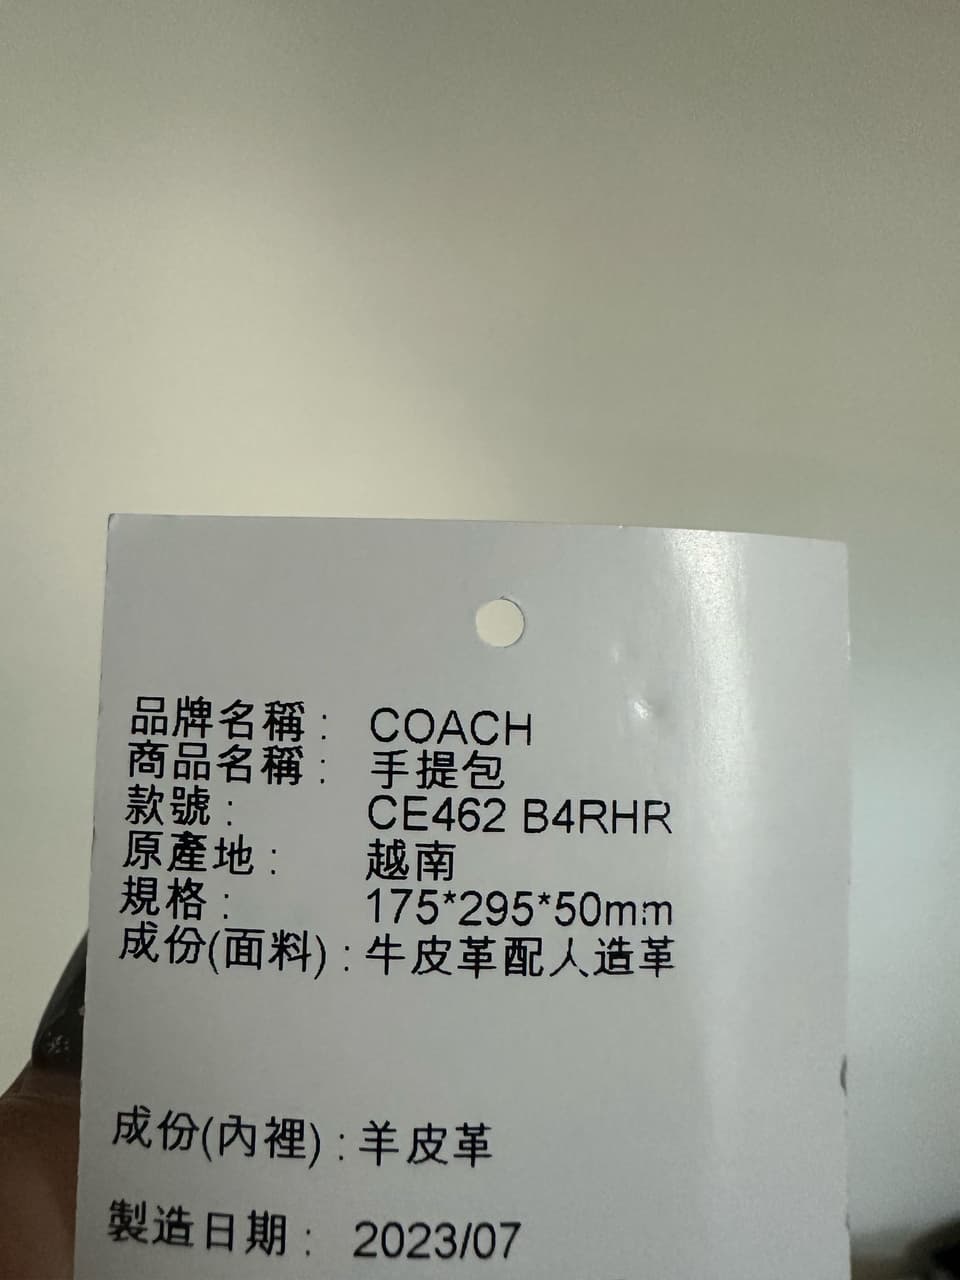 品牌名稱： COACH
商品名稱： 手提包
款號： CE462 B4RHR
原產地： 越南
規格： 175*295*50mm
成份(面料)：牛皮革配人造革
成份(內裡)：羊皮革
製造日期： 2023/07